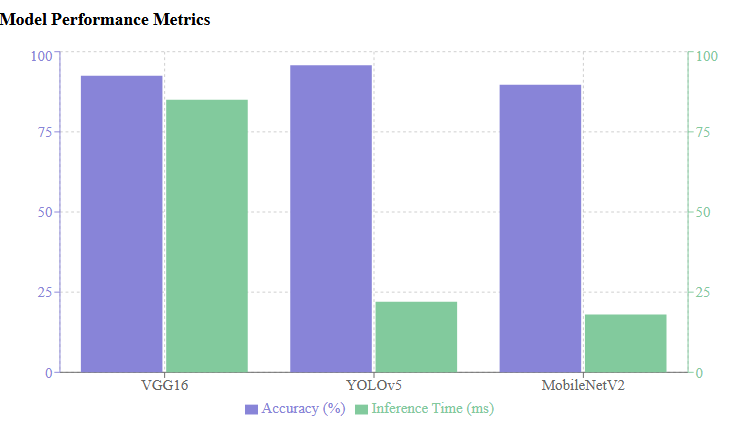 Model Performance Metrics
100 100
75 75
50 50
25 25
0 0
VGG16 YOLOv5 MobileNetV2
Accuracy (%) Inference Time (ms)